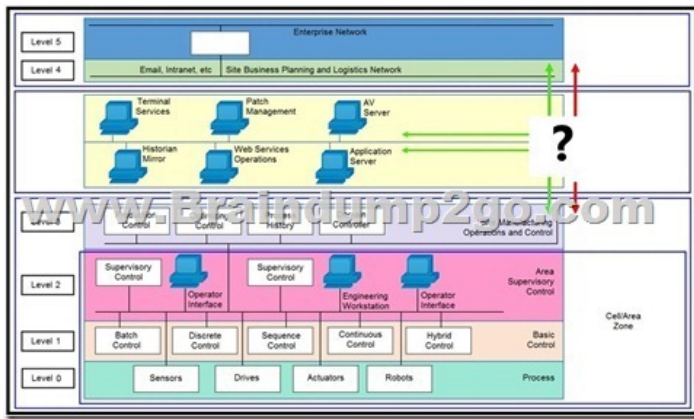 Level 5
Enterprise Network
Level 4
Email, Intranet, etc
Site Business Planning and Logistics Network
Terminal Services
Patch Management
AV Server
Historian Mirror
Web Services Operations
Application Server
?
www.Braindump2go.com
Control
Control
History
Controller
Manufacturing Operations and Control
Level 2
Supervisory Control
Operator Interface
Supervisory Control
Engineering Workstation
Operator Interface
Area Supervisory Control
Cell/Area Zone
Level 1
Batch Control
Discrete Control
Sequence Control
Continuous Control
Hybrid Control
Basic Control
Level 0
Sensors
Drives
Actuators
Robots
Process